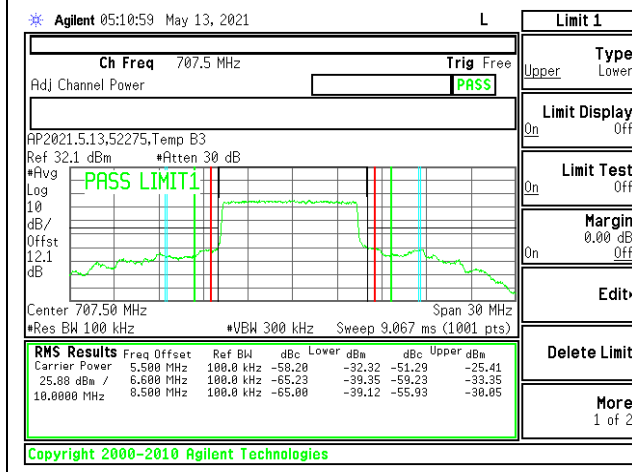 Agilent 05:10:59 May 13, 2021 L
Limit 1
Ch Freq 707.5 MHz Trig Free
Adj Channel Power PASS
Type
Upper Lower
Limit Display
On Off
Limit Test
On Off
Margin
0.00 dB
On Off
Edit
Delete Limit
More
1 of 2
AP2021.5.13,52275,Temp B3
Ref 32.1 dBm #Atten 30 dB
#Avg
Log
10
dB/
Offst
12.1
dB
PASS LIMIT1
Center 707.50 MHz Span 30 MHz
#Res BW 100 kHz #VBW 300 kHz Sweep 9.067 ms (1001 pts)
RMS Results Freq Offset Ref BW dBc Lower dBm dBc Upper dBm
Carrier Power 5.500 MHz 100.0 kHz -58.20 -32.32 -51.29 -25.41
25.88 dBm / 6.600 MHz 100.0 kHz -65.23 -39.35 -59.23 -33.35
10.0000 MHz 8.500 MHz 100.0 kHz -65.00 -39.12 -55.93 -30.05
Copyright 2000-2010 Agilent Technologies